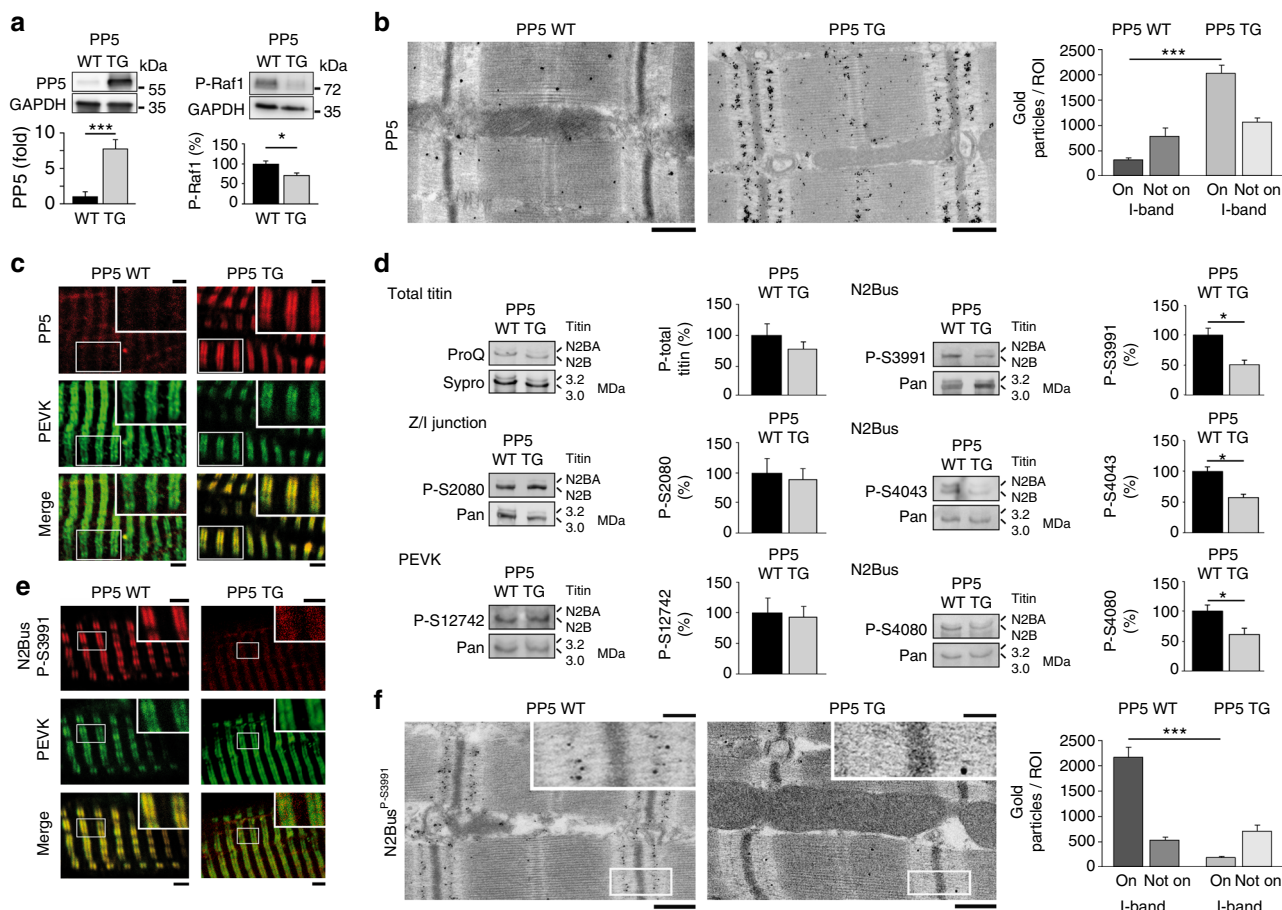 a
PP5
WT TG kDa
PP5
55
GAPDH
35
PP5 (fold)
10
5
0
***
WT TG
PP5
WT TG kDa
P-Raf1
72
GAPDH
35
P-Raf1 (%)
150
100
50
0
*
WT TG
b
PP5 WT
PP5 TG
PP5
PP5 WT PP5 TG
Gold
particles / ROI
2500
2000
1500
1000
500
0
***
On Not on On Not on
I-band I-band
c
PP5 WT
PP5 TG
PP5
PEVK
Merge
d
Total titin
PP5
WT TG Titin
ProQ
N2BA
N2B
Sypro
3.2
3.0
MDa
P-total
titin (%)
150
100
50
0
PP5
WT TG
N2Bus
PP5
WT TG Titin
P-S3991
N2BA
N2B
Pan
3.2
3.0
MDa
P-S3991
(%)
150
100
50
0
PP5
WT TG
*
Z/I junction
PP5
WT TG Titin
P-S2080
N2BA
N2B
Pan
3.2
3.0
MDa
P-S2080
(%)
150
100
50
0
PP5
WT TG
N2Bus
PP5
WT TG Titin
P-S4043
N2BA
N2B
Pan
3.2
3.0
MDa
P-S4043
(%)
150
100
50
0
PP5
WT TG
*
PEVK
PP5
WT TG Titin
P-S12742
N2BA
N2B
Pan
3.2
3.0
MDa
P-S12742
(%)
150
100
50
0
PP5
WT TG
N2Bus
PP5
WT TG Titin
P-S4080
N2BA
N2B
Pan
3.2
3.0
MDa
P-S4080
(%)
150
100
50
0
PP5
WT TG
*
e
PP5 WT
PP5 TG
N2Bus
P-S3991
PEVK
Merge
f
PP5 WT
PP5 TG
N2Bus P-S3991
PP5 WT PP5 TG
Gold
particles / ROI
2500
2000
1500
1000
500
0
***
On Not on On Not on
I-band I-band